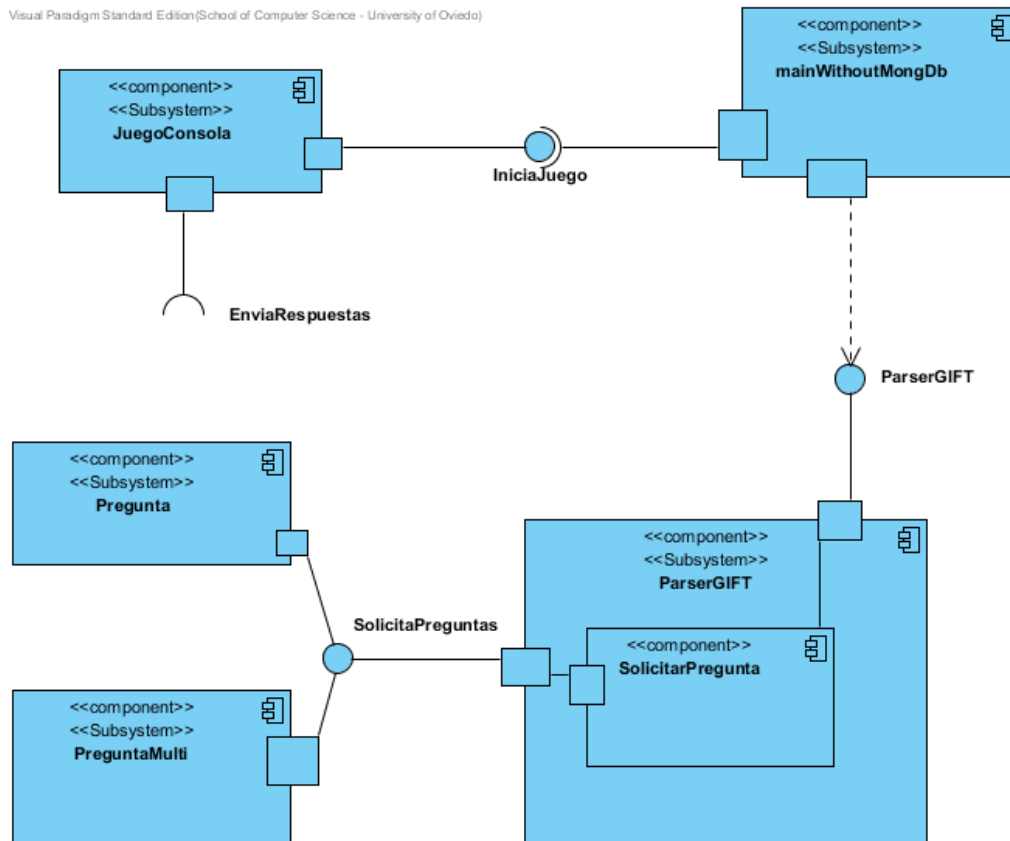 Visual Paradigm Standard Edition(School of Computer Science - University of Oviedo)
<<component>>
<<Subsystem>>
mainWithoutMongDb
<<component>>
<<Subsystem>>
JuegoConsola
IniciaJuego
EnviaRespuestas
ParserGIFT
<<component>>
<<Subsystem>>
Pregunta
<<component>>
<<Subsystem>>
ParserGIFT
SolicitaPreguntas
<<component>>
SolicitarPregunta
<<component>>
<<Subsystem>>
PreguntaMulti